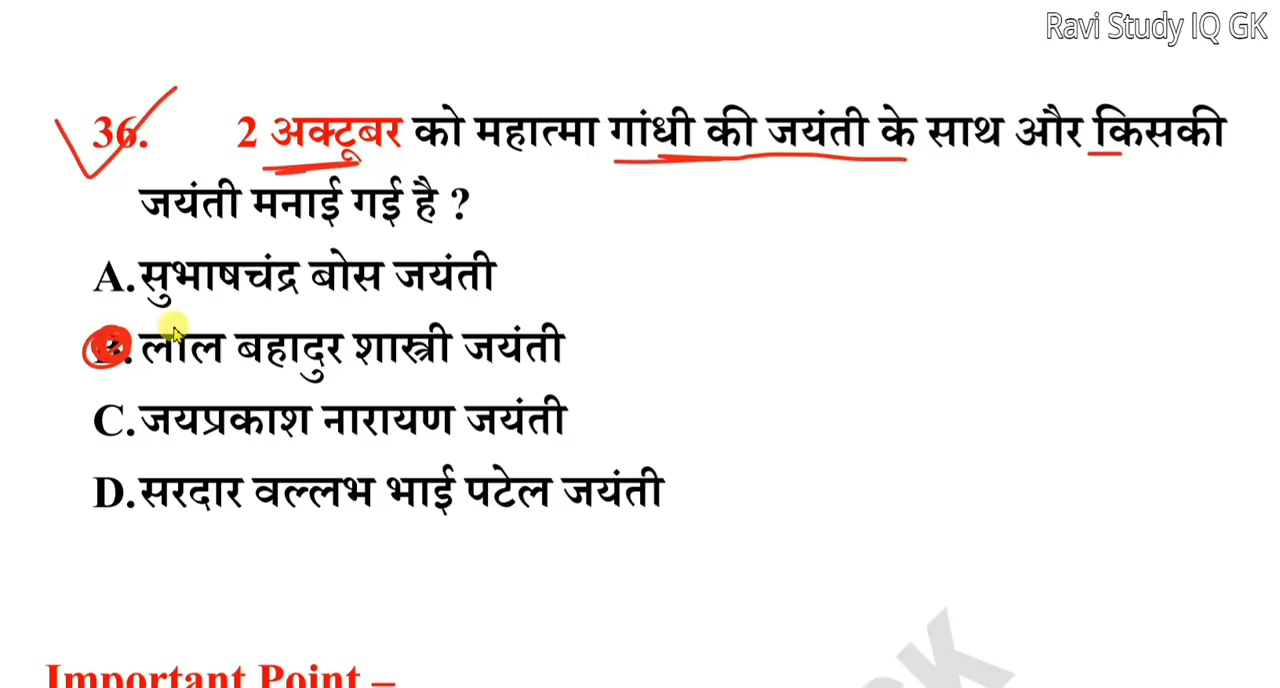 Ravi Study IQ GK
36. 2 अक्टूबर को महात्मा गांधी की जयंती के साथ और किसकी
जयंती मनाई गई है ?
A.सुभाषचंद्र बोस जयंती
B.लाल बहादुर शास्त्री जयंती
C.जयप्रकाश नारायण जयंती
D.सरदार वल्लभ भाई पटेल जयंती
Important Point –
GK